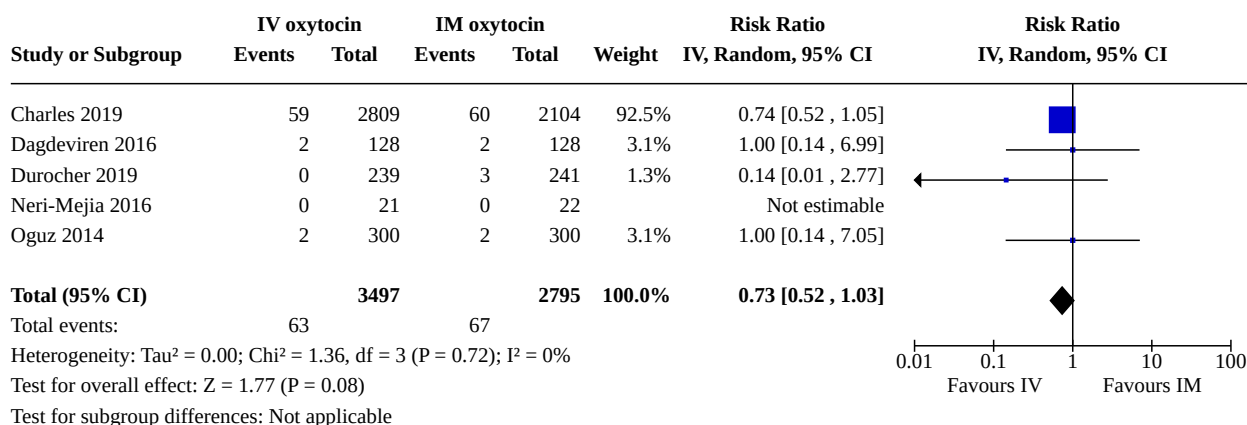 IV oxytocin IM oxytocin Risk Ratio Risk Ratio
Study or Subgroup Events Total Events Total Weight IV, Random, 95% CI IV, Random, 95% CI
Charles 2019 59 2809 60 2104 92.5% 0.74 [0.52 , 1.05]
Dagdeviren 2016 2 128 2 128 3.1% 1.00 [0.14 , 6.99]
Durocher 2019 0 239 3 241 1.3% 0.14 [0.01 , 2.77]
Neri-Mejia 2016 0 21 0 22 Not estimable
Oguz 2014 2 300 2 300 3.1% 1.00 [0.14 , 7.05]
Total (95% CI) 3497 2795 100.0% 0.73 [0.52 , 1.03]
Total events: 63 67
Heterogeneity: Tau² = 0.00; Chi² = 1.36, df = 3 (P = 0.72); I² = 0%
0.01 0.1 1 10 100
Test for overall effect: Z = 1.77 (P = 0.08) Favours IV Favours IM
Test for subgroup differences: Not applicable